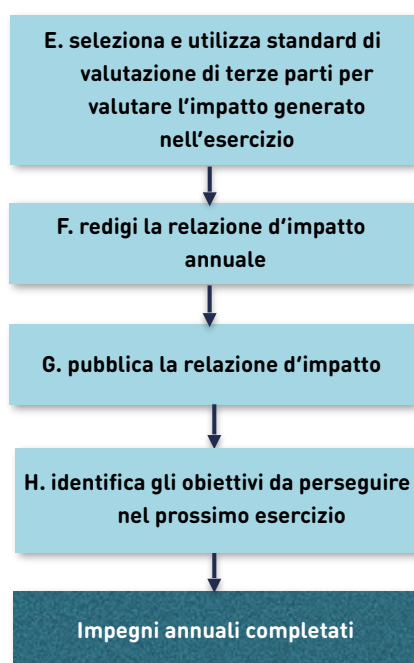 E. seleziona e utilizza standard di
valutazione di terze parti per
valutare l'impatto generato
nell'esercizio
F. redigi la relazione d'impatto
annuale
G. pubblica la relazione d'impatto
H. identifica gli obiettivi da perseguire
nel prossimo esercizio
Impegni annuali completati